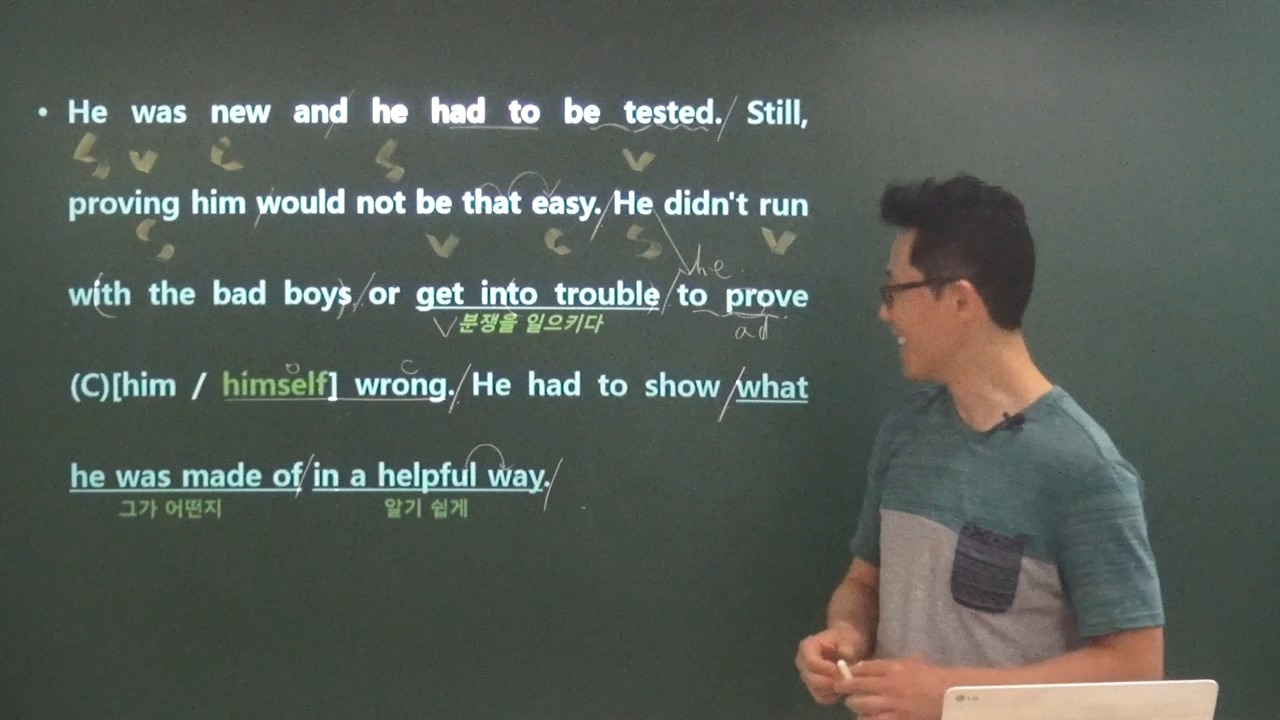 • He was new and he had to be tested. Still,
S V C S V
proving him would not be that easy. He didn't run
S V C S V
he
with the bad boys, or get into trouble to prove
V 분쟁을 일으키다 ad
O C
(C)[him / himself] wrong. He had to show what
he was made of in a helpful way.
그가 어떤지 알기 쉽게
LG